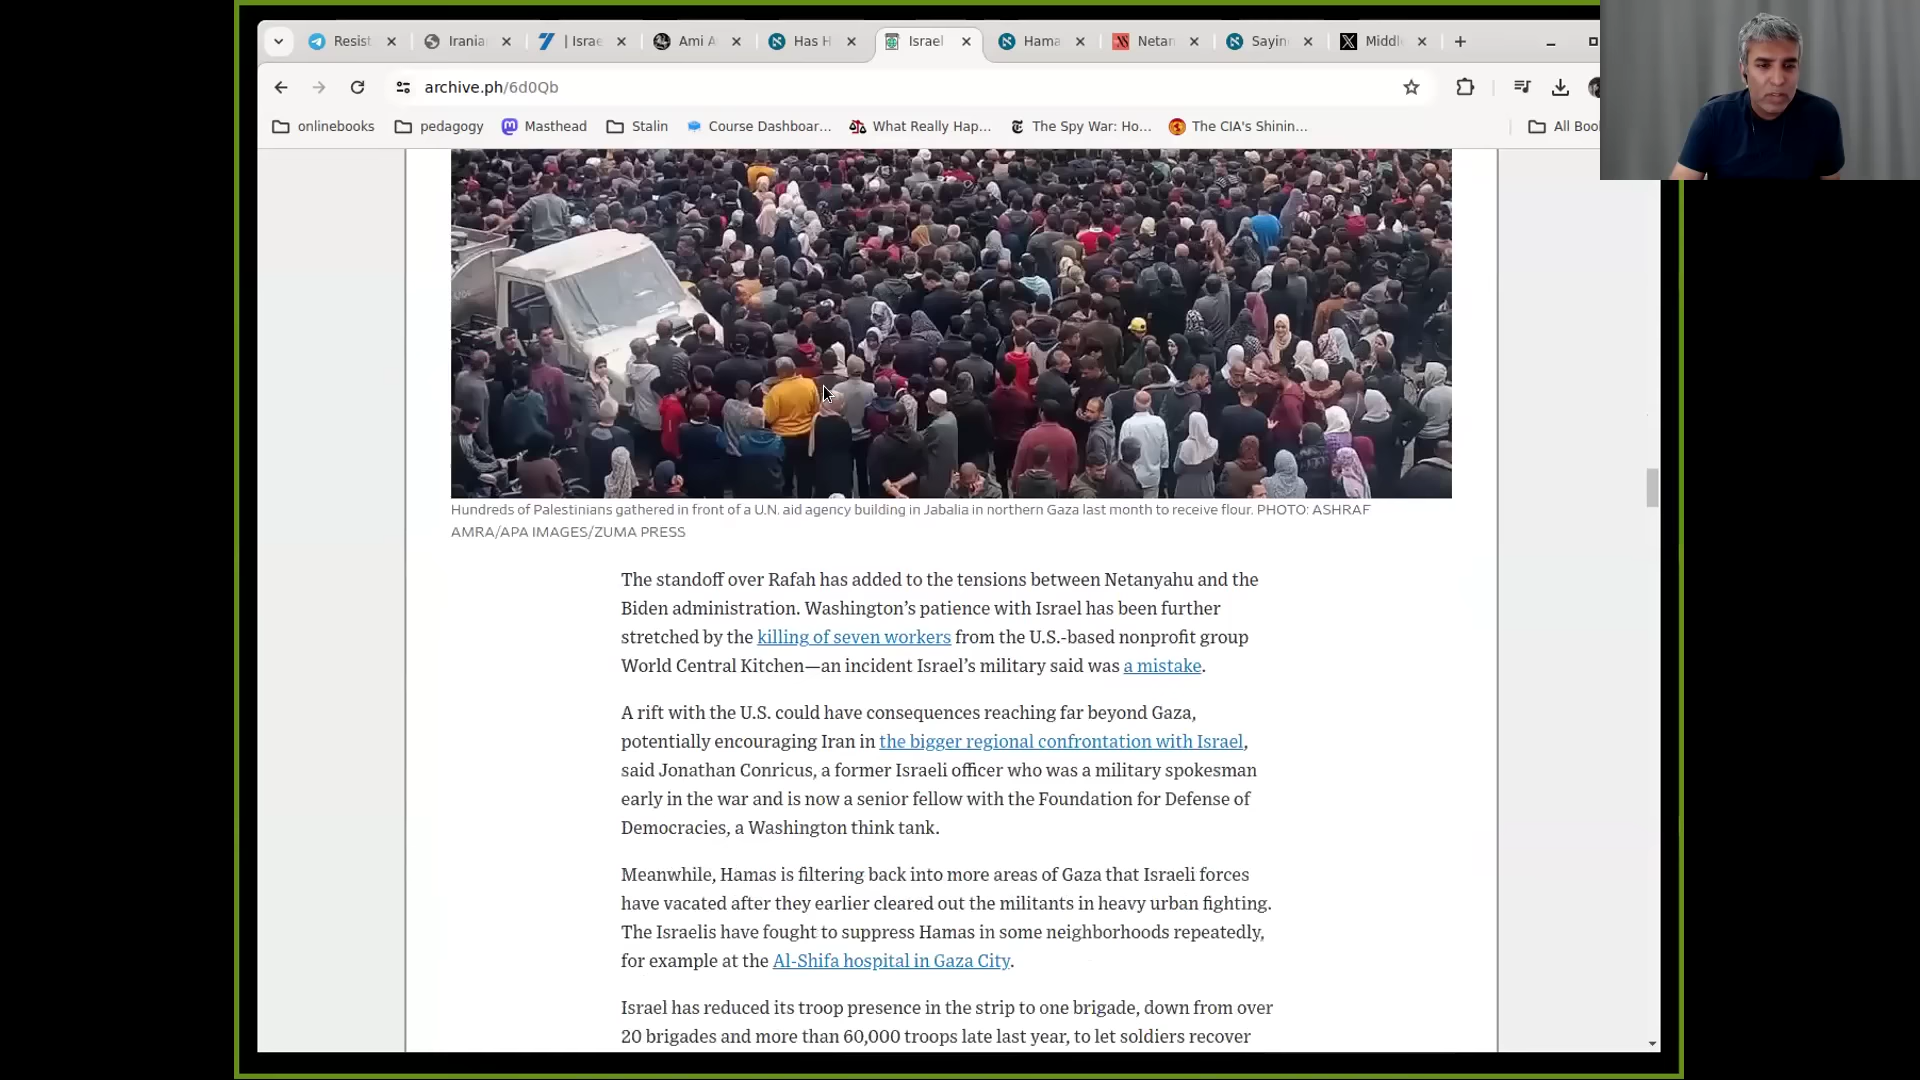 Resist
Irania
| Israe
Ami A
Has H
Israel
Hama
Netan
Sayin
Middl
archive.ph/6d0Qb
onlinebooks
pedagogy
Masthead
Stalin
Course Dashboar...
What Really Hap...
The Spy War: Ho...
The CIA's Shinin...
All Boo
Hundreds of Palestinians gathered in front of a U.N. aid agency building in Jabalia in northern Gaza last month to receive flour. PHOTO: ASHRAF
AMRA/APA IMAGES/ZUMA PRESS
The standoff over Rafah has added to the tensions between Netanyahu and the
Biden administration. Washington’s patience with Israel has been further
stretched by the killing of seven workers from the U.S.-based nonprofit group
World Central Kitchen—an incident Israel’s military said was a mistake.
A rift with the U.S. could have consequences reaching far beyond Gaza,
potentially encouraging Iran in the bigger regional confrontation with Israel,
said Jonathan Conricus, a former Israeli officer who was a military spokesman
early in the war and is now a senior fellow with the Foundation for Defense of
Democracies, a Washington think tank.
Meanwhile, Hamas is filtering back into more areas of Gaza that Israeli forces
have vacated after they earlier cleared out the militants in heavy urban fighting.
The Israelis have fought to suppress Hamas in some neighborhoods repeatedly,
for example at the Al-Shifa hospital in Gaza City.
Israel has reduced its troop presence in the strip to one brigade, down from over
20 brigades and more than 60,000 troops late last year, to let soldiers recover